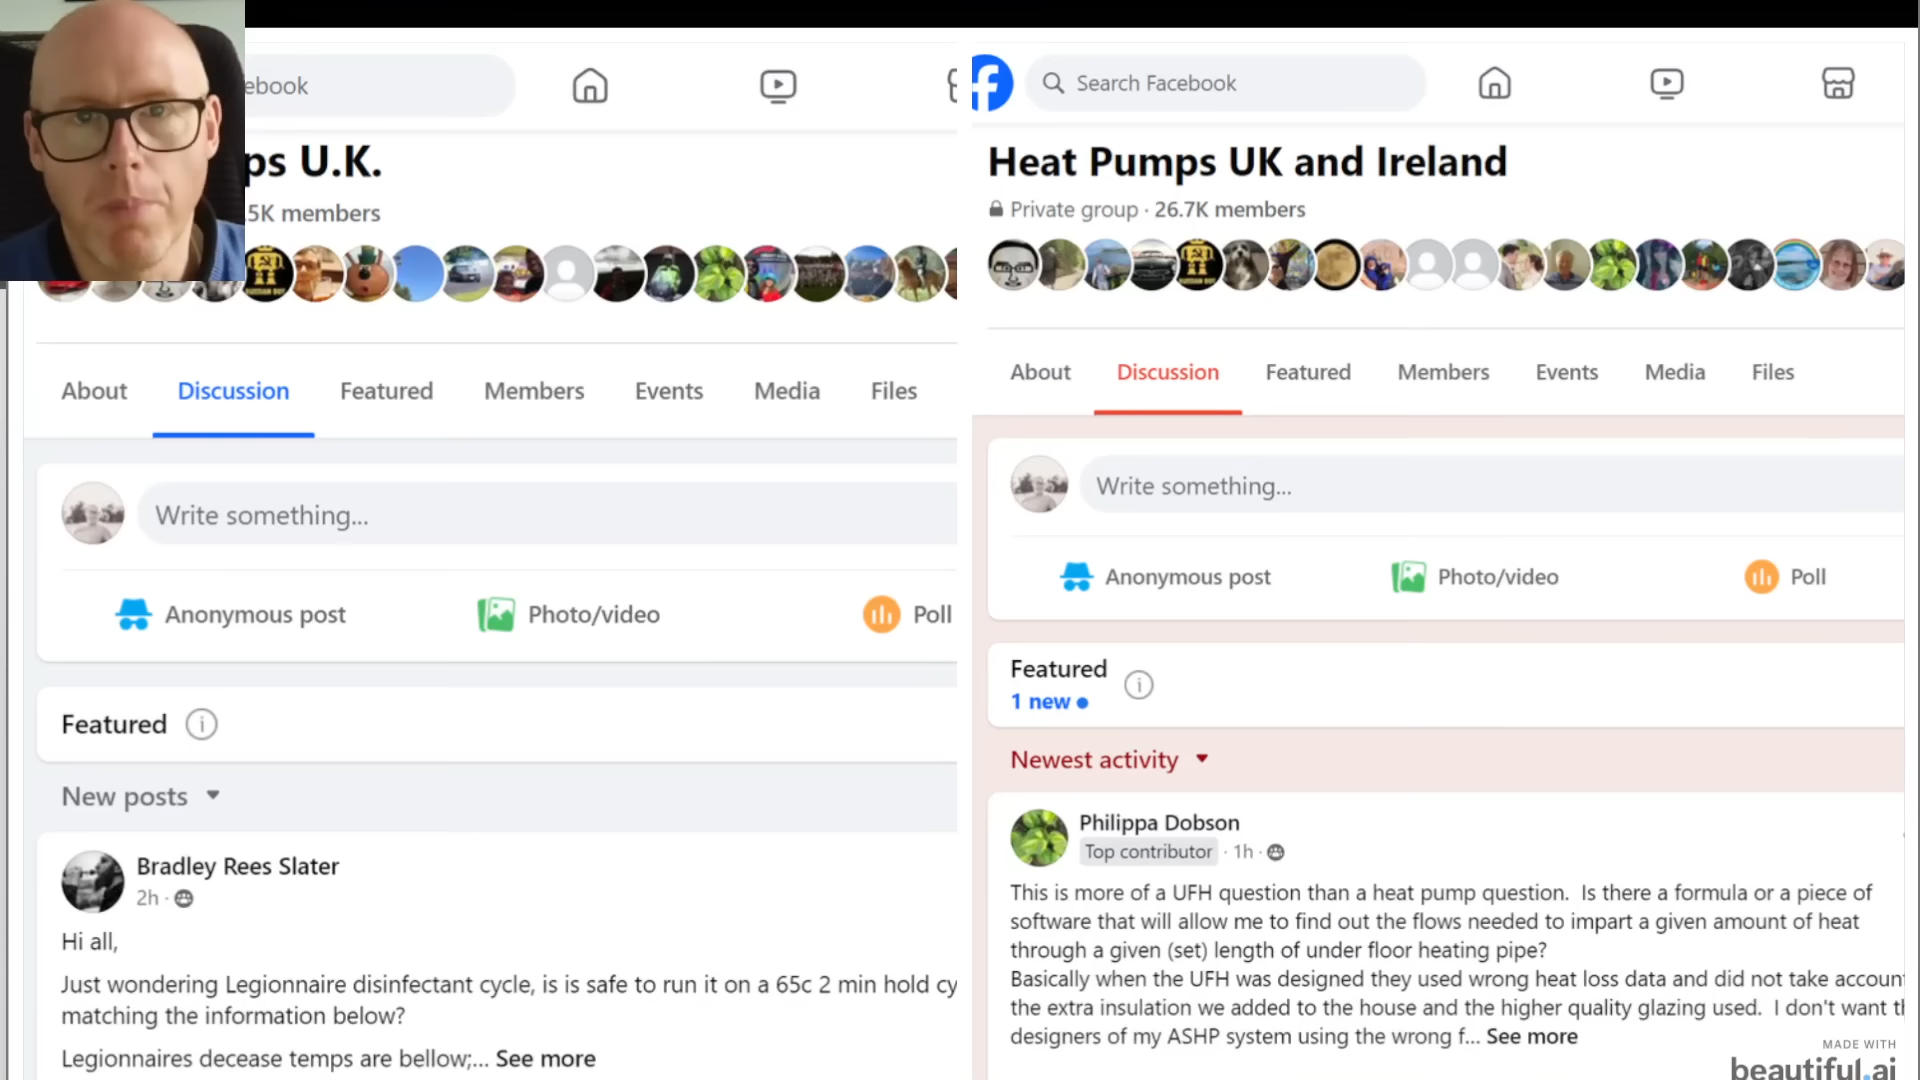 ebook
ps U.K.
.5K members
About
Discussion
Featured
Members
Events
Media
Files
Write something...
Anonymous post
Photo/video
Poll
Featured
New posts
Bradley Rees Slater
2h ·
Hi all,
Just wondering Legionnaire disinfectant cycle, is is safe to run it on a 65c 2 min hold cy
matching the information below?
Legionnaires decease temps are bellow;... See more
Search Facebook
Heat Pumps UK and Ireland
Private group · 26.7K members
About
Discussion
Featured
Members
Events
Media
Files
Write something...
Anonymous post
Photo/video
Poll
Featured
1 new
Newest activity
Philippa Dobson
Top contributor · 1h ·
This is more of a UFH question than a heat pump question. Is there a formula or a piece of
software that will allow me to find out the flows needed to impart a given amount of heat
through a given (set) length of under floor heating pipe?
Basically when the UFH was designed they used wrong heat loss data and did not take accoun
the extra insulation we added to the house and the higher quality glazing used. I don't want th
designers of my ASHP system using the wrong f... See more
MADE WITH
beautiful.ai